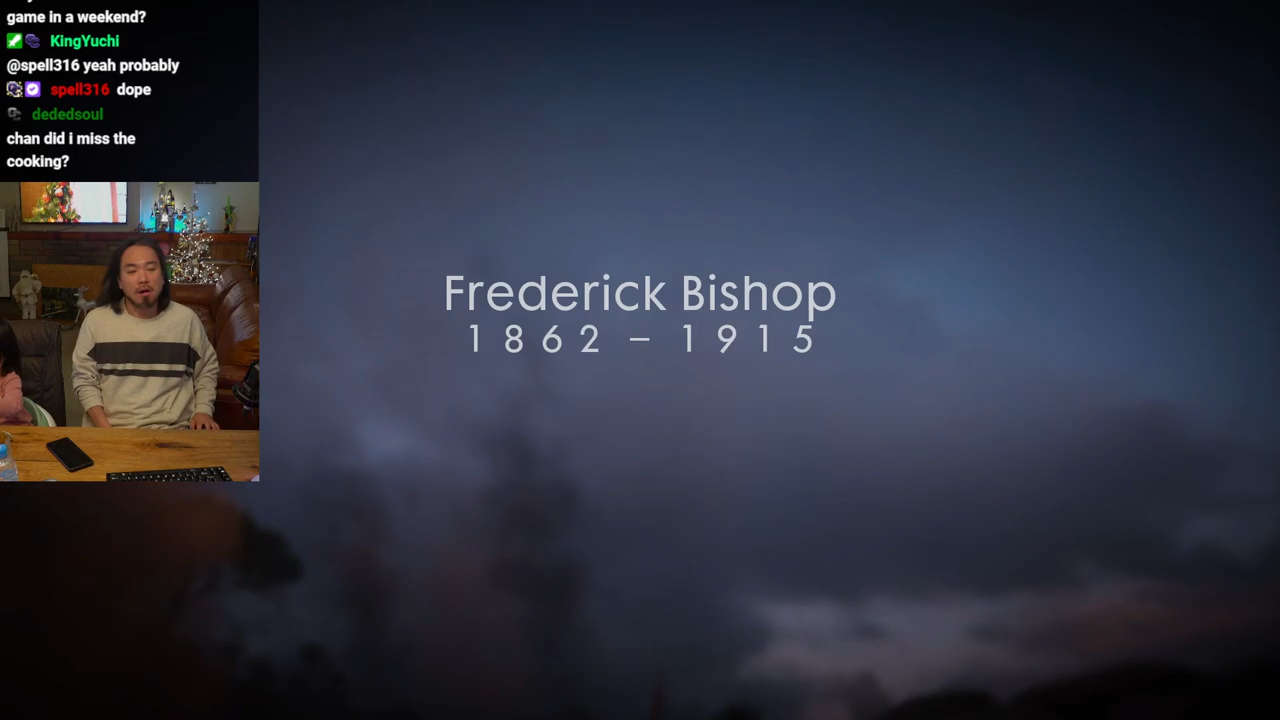 game in a weekend?
KingYuchi
@spell316 yeah probably
spell316 dope
dededsoul
chan did i miss the
cooking?
Frederick Bishop
1862 – 1915